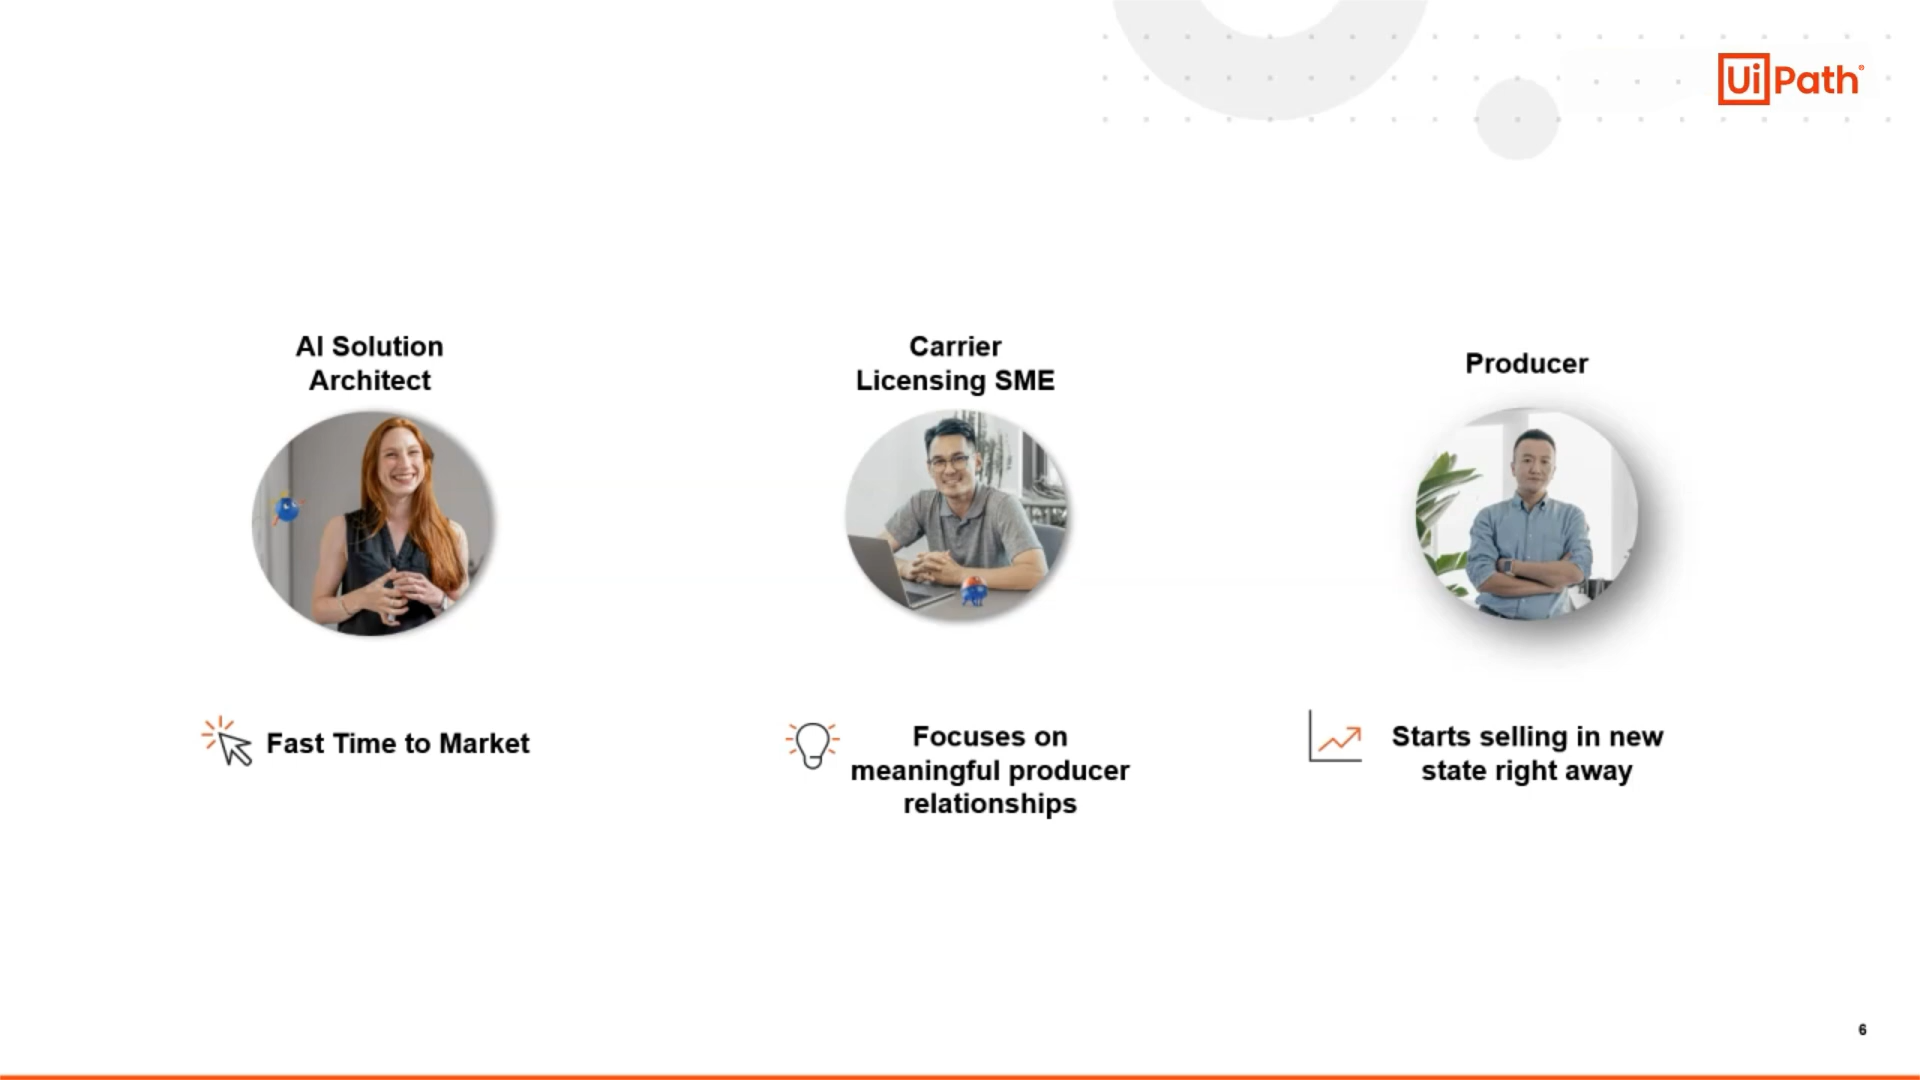 UiPath®
AI Solution
Architect
Carrier
Licensing SME
Producer
Fast Time to Market
Focuses on
meaningful producer
relationships
Starts selling in new
state right away
6